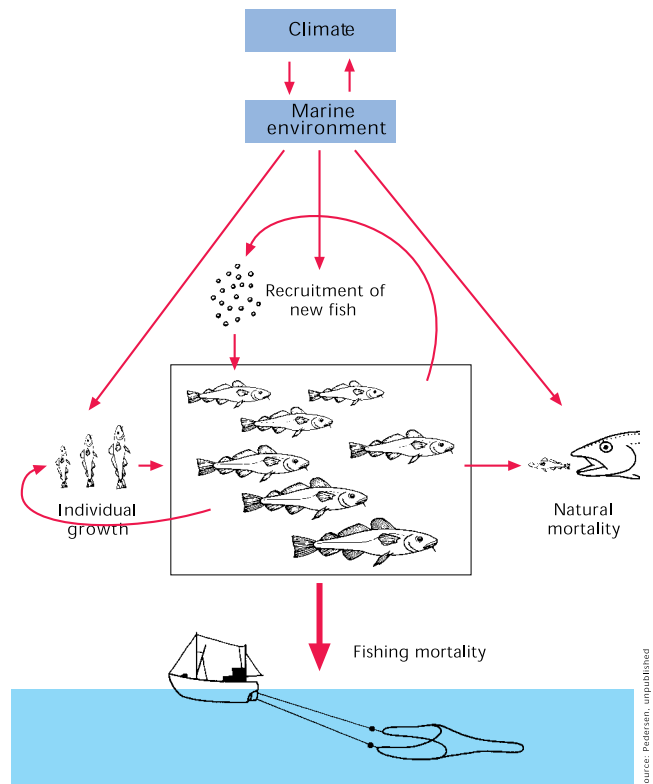 Climate
Marine
environment
Recruitment of
new fish
Individual
growth
Natural
mortality
Fishing mortality
ource: Pedersen, unpublished